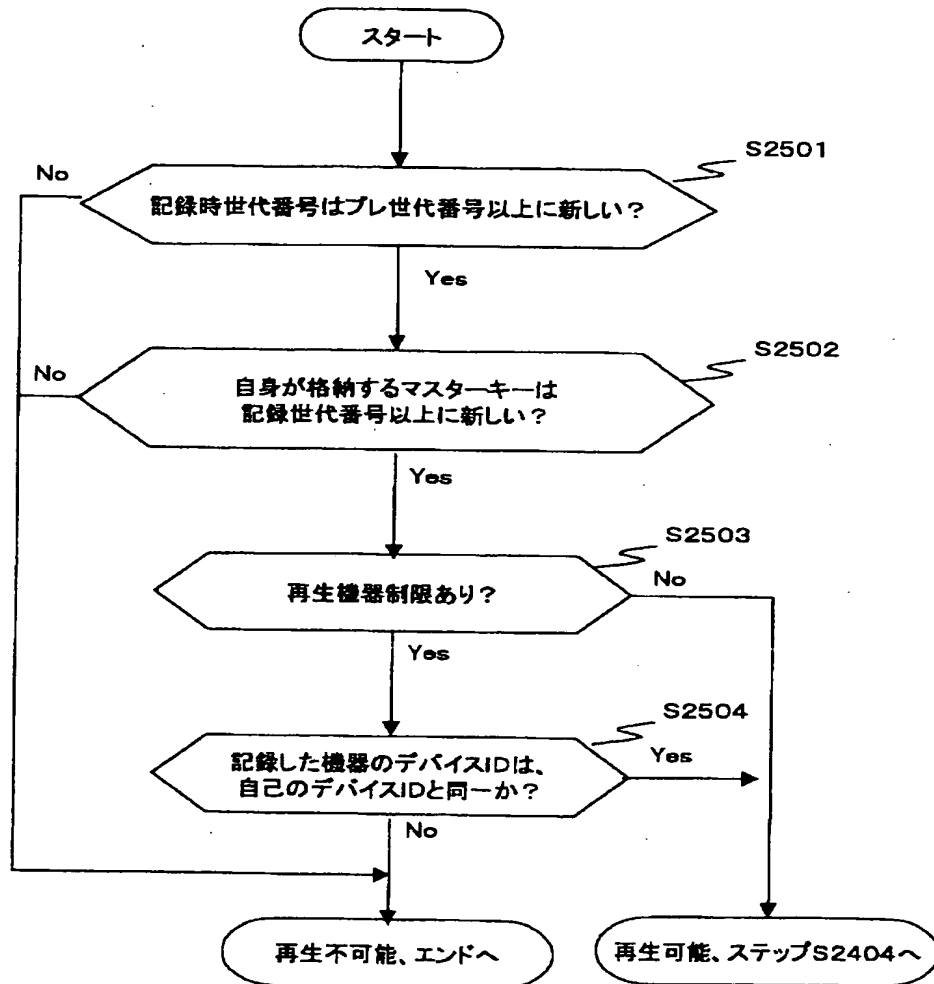 スタート
S2501
No
記録時世代番号はプレ世代番号以上に新しい？
Yes
S2502
No
自身が格納するマスターキーは
記録世代番号以上に新しい？
Yes
S2503
再生機器制限あり？
No
Yes
S2504
記録した機器のデバイスIDは、
自己のデバイスIDと同一か？
Yes
No
再生不可能、エンドへ
再生可能、ステップS2404へ